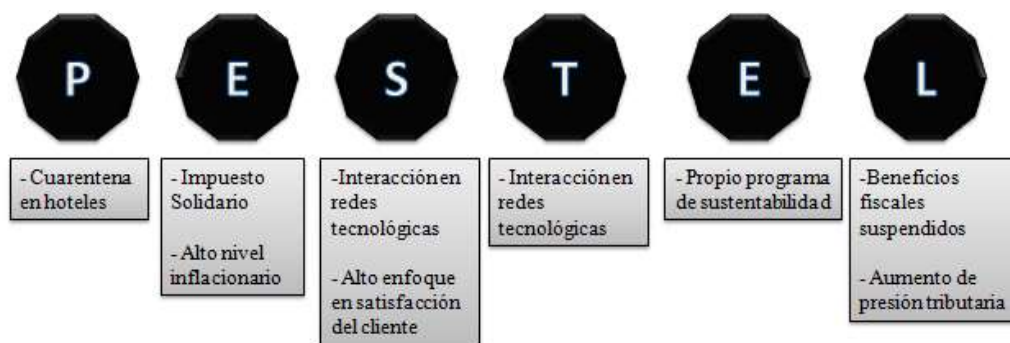 P
E
S
T
E
L
- Cuarentena
en hoteles
- Impuesto
Solidario
- Alto nivel
inflacionario
-Interacción en
redes
tecnológicas
- Alto enfoque
en satisfacción
del cliente
- Interacción en
redes
tecnológicas
-Propio programa
de sustentabilidad
-Beneficios
fiscales
suspendidos
- Aumento de
presión tributaria